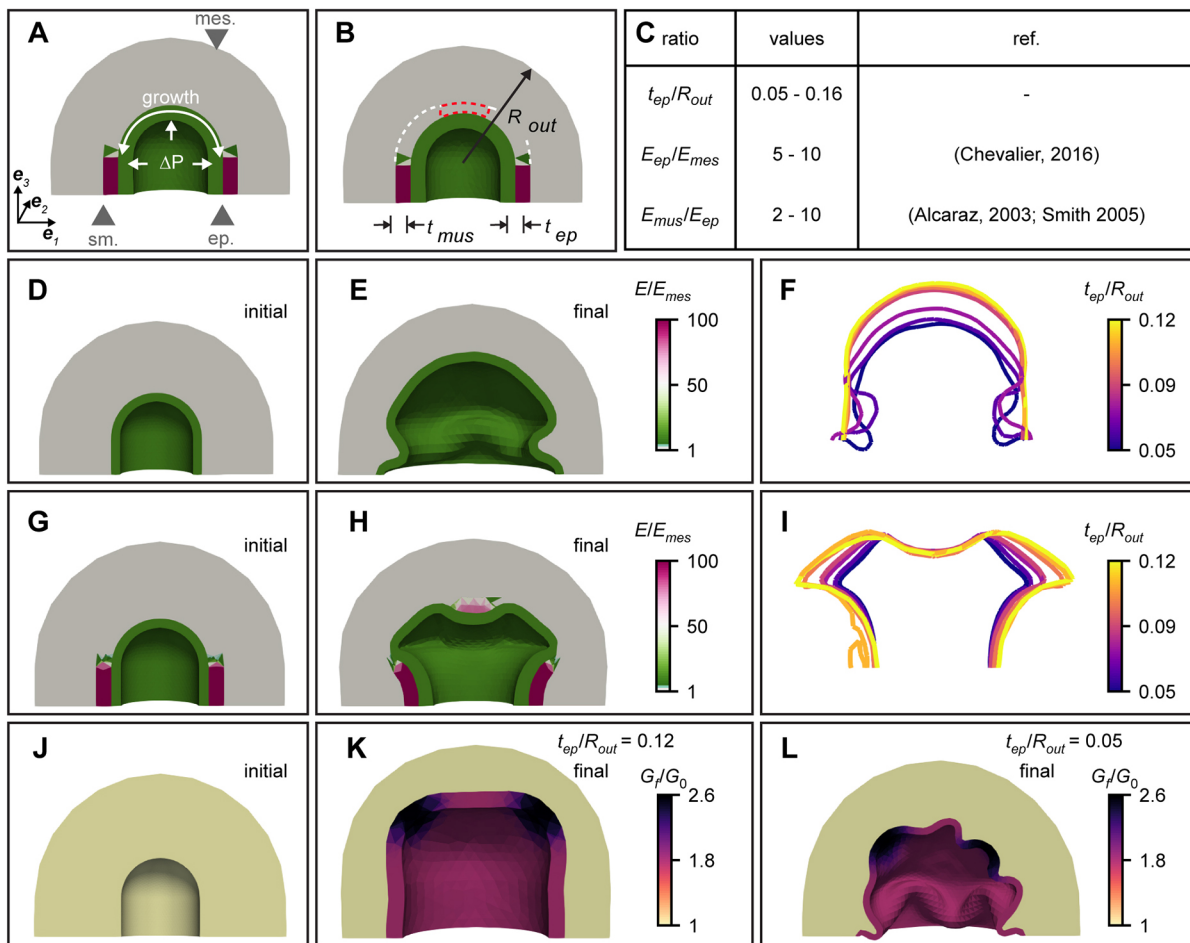 A
mes.
growth
ΔP
e3
e2
e1
sm.
ep.
B
R out
t mus
t ep
C
ratio values ref.
tep/Rout 0.05 - 0.16 -
Eep/Emes 5 - 10 (Chevalier, 2016)
Emus/Eep 2 - 10 (Alcaraz, 2003; Smith 2005)
D
initial
E
final
E/Emes
100
50
1
F
tep/Rout
0.12
0.09
0.05
G
initial
H
final
E/Emes
100
50
1
I
tep/Rout
0.12
0.09
0.05
J
initial
K
tep/Rout = 0.12
final
Gf/G0
2.6
1.8
1
L
tep/Rout = 0.05
final
Gf/G0
2.6
1.8
1